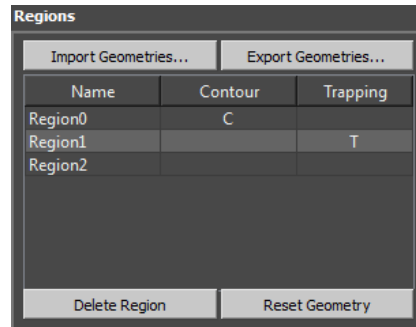 Regions
Import Geometries... Export Geometries...
Name Contour Trapping
Region0 C
Region1 T
Region2
Delete Region Reset Geometry